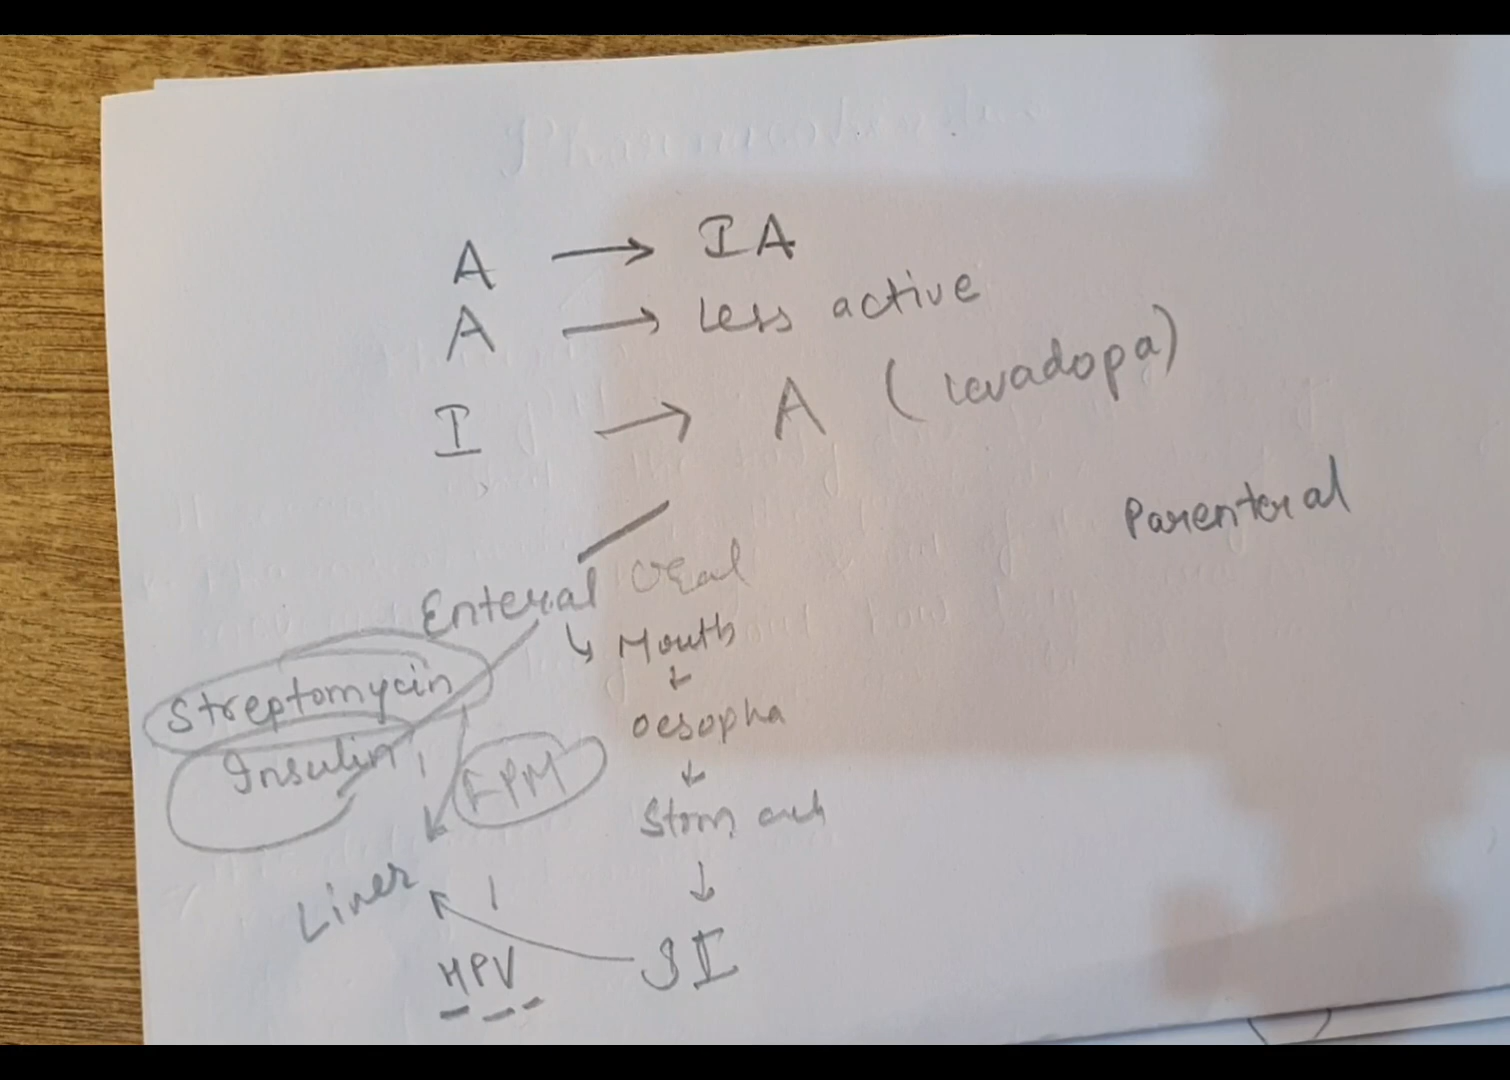 A → IA
A → Less active
I → A (levadopa)
Parenteral
Enteral Oral
↳ Mouth
↓
Streptomycin
Oesopha
Insulin
FPM
↓
Stomach
Liver
↓
HPV
SI